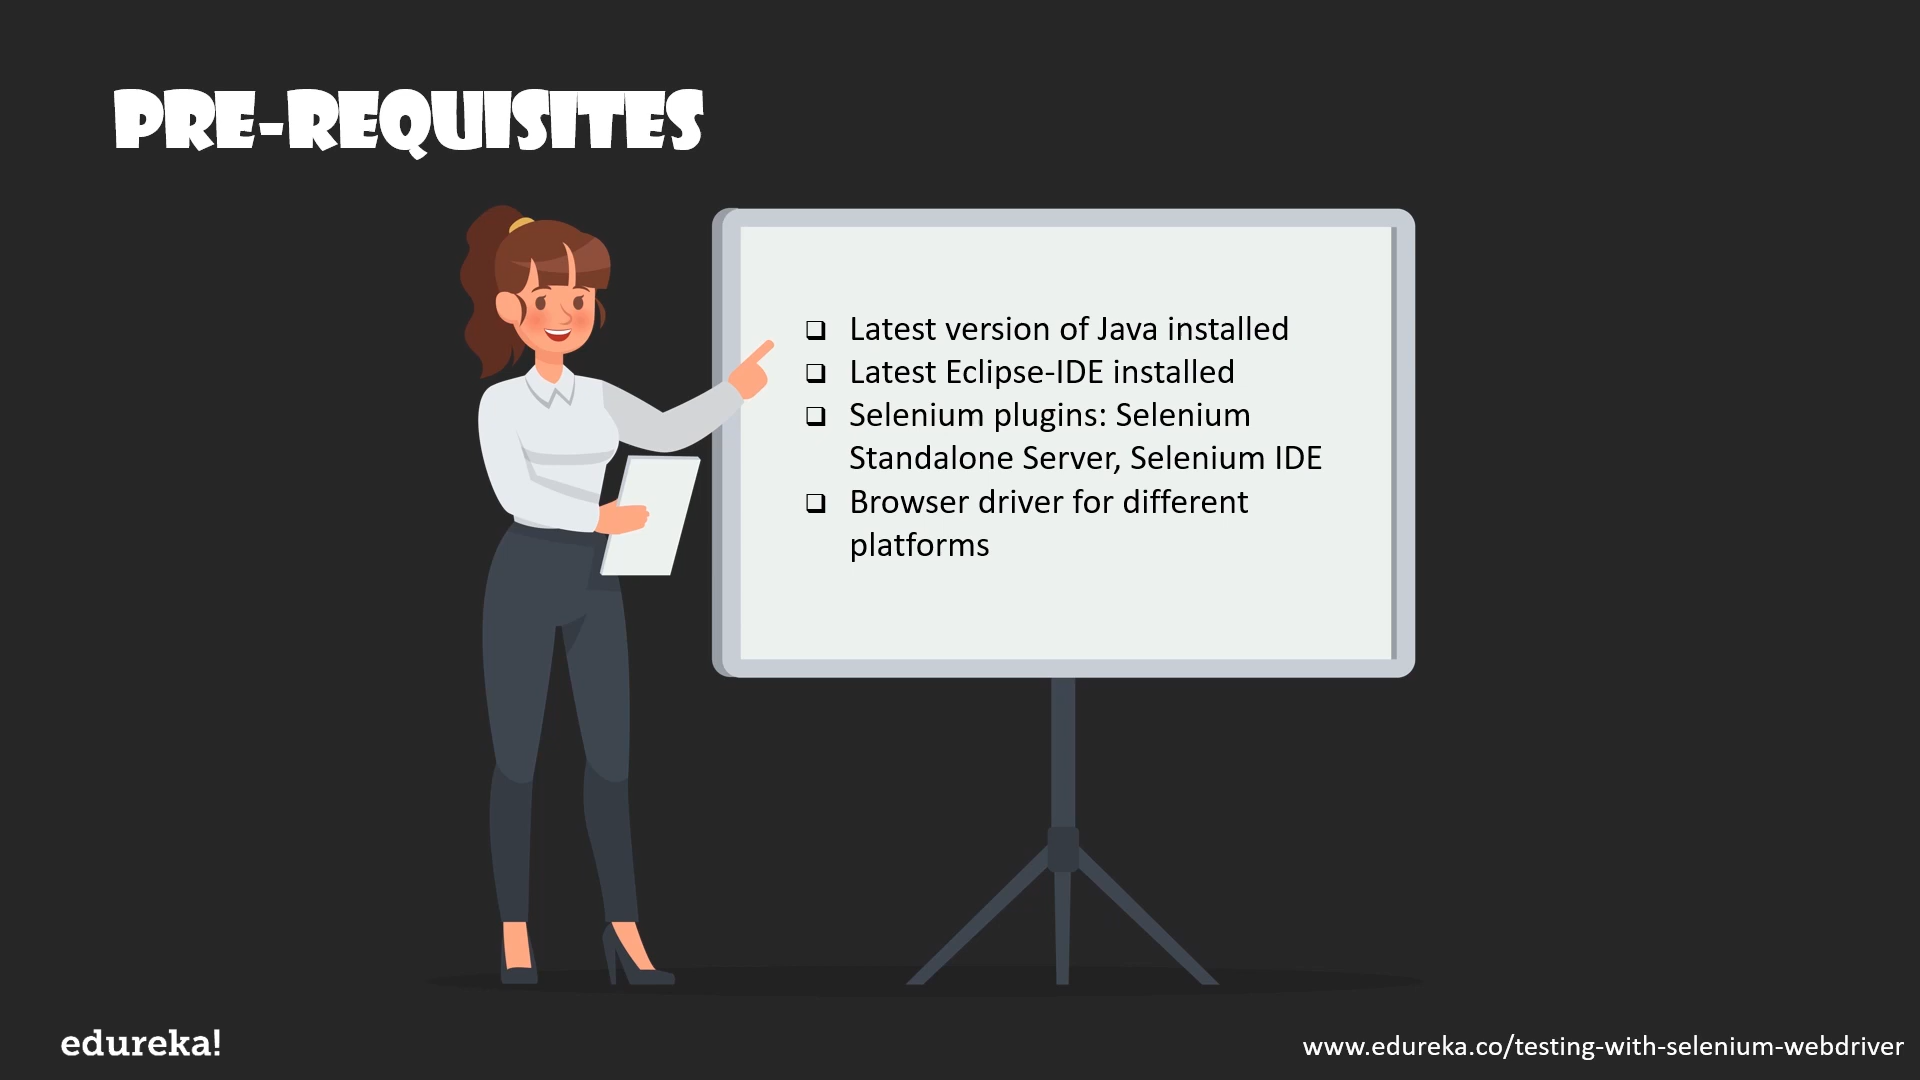 PRE-REQUISITES
❑ Latest version of Java installed
❑ Latest Eclipse-IDE installed
❑ Selenium plugins: Selenium
Standalone Server, Selenium IDE
❑ Browser driver for different
platforms
edureka!
www.edureka.co/testing-with-selenium-webdriver